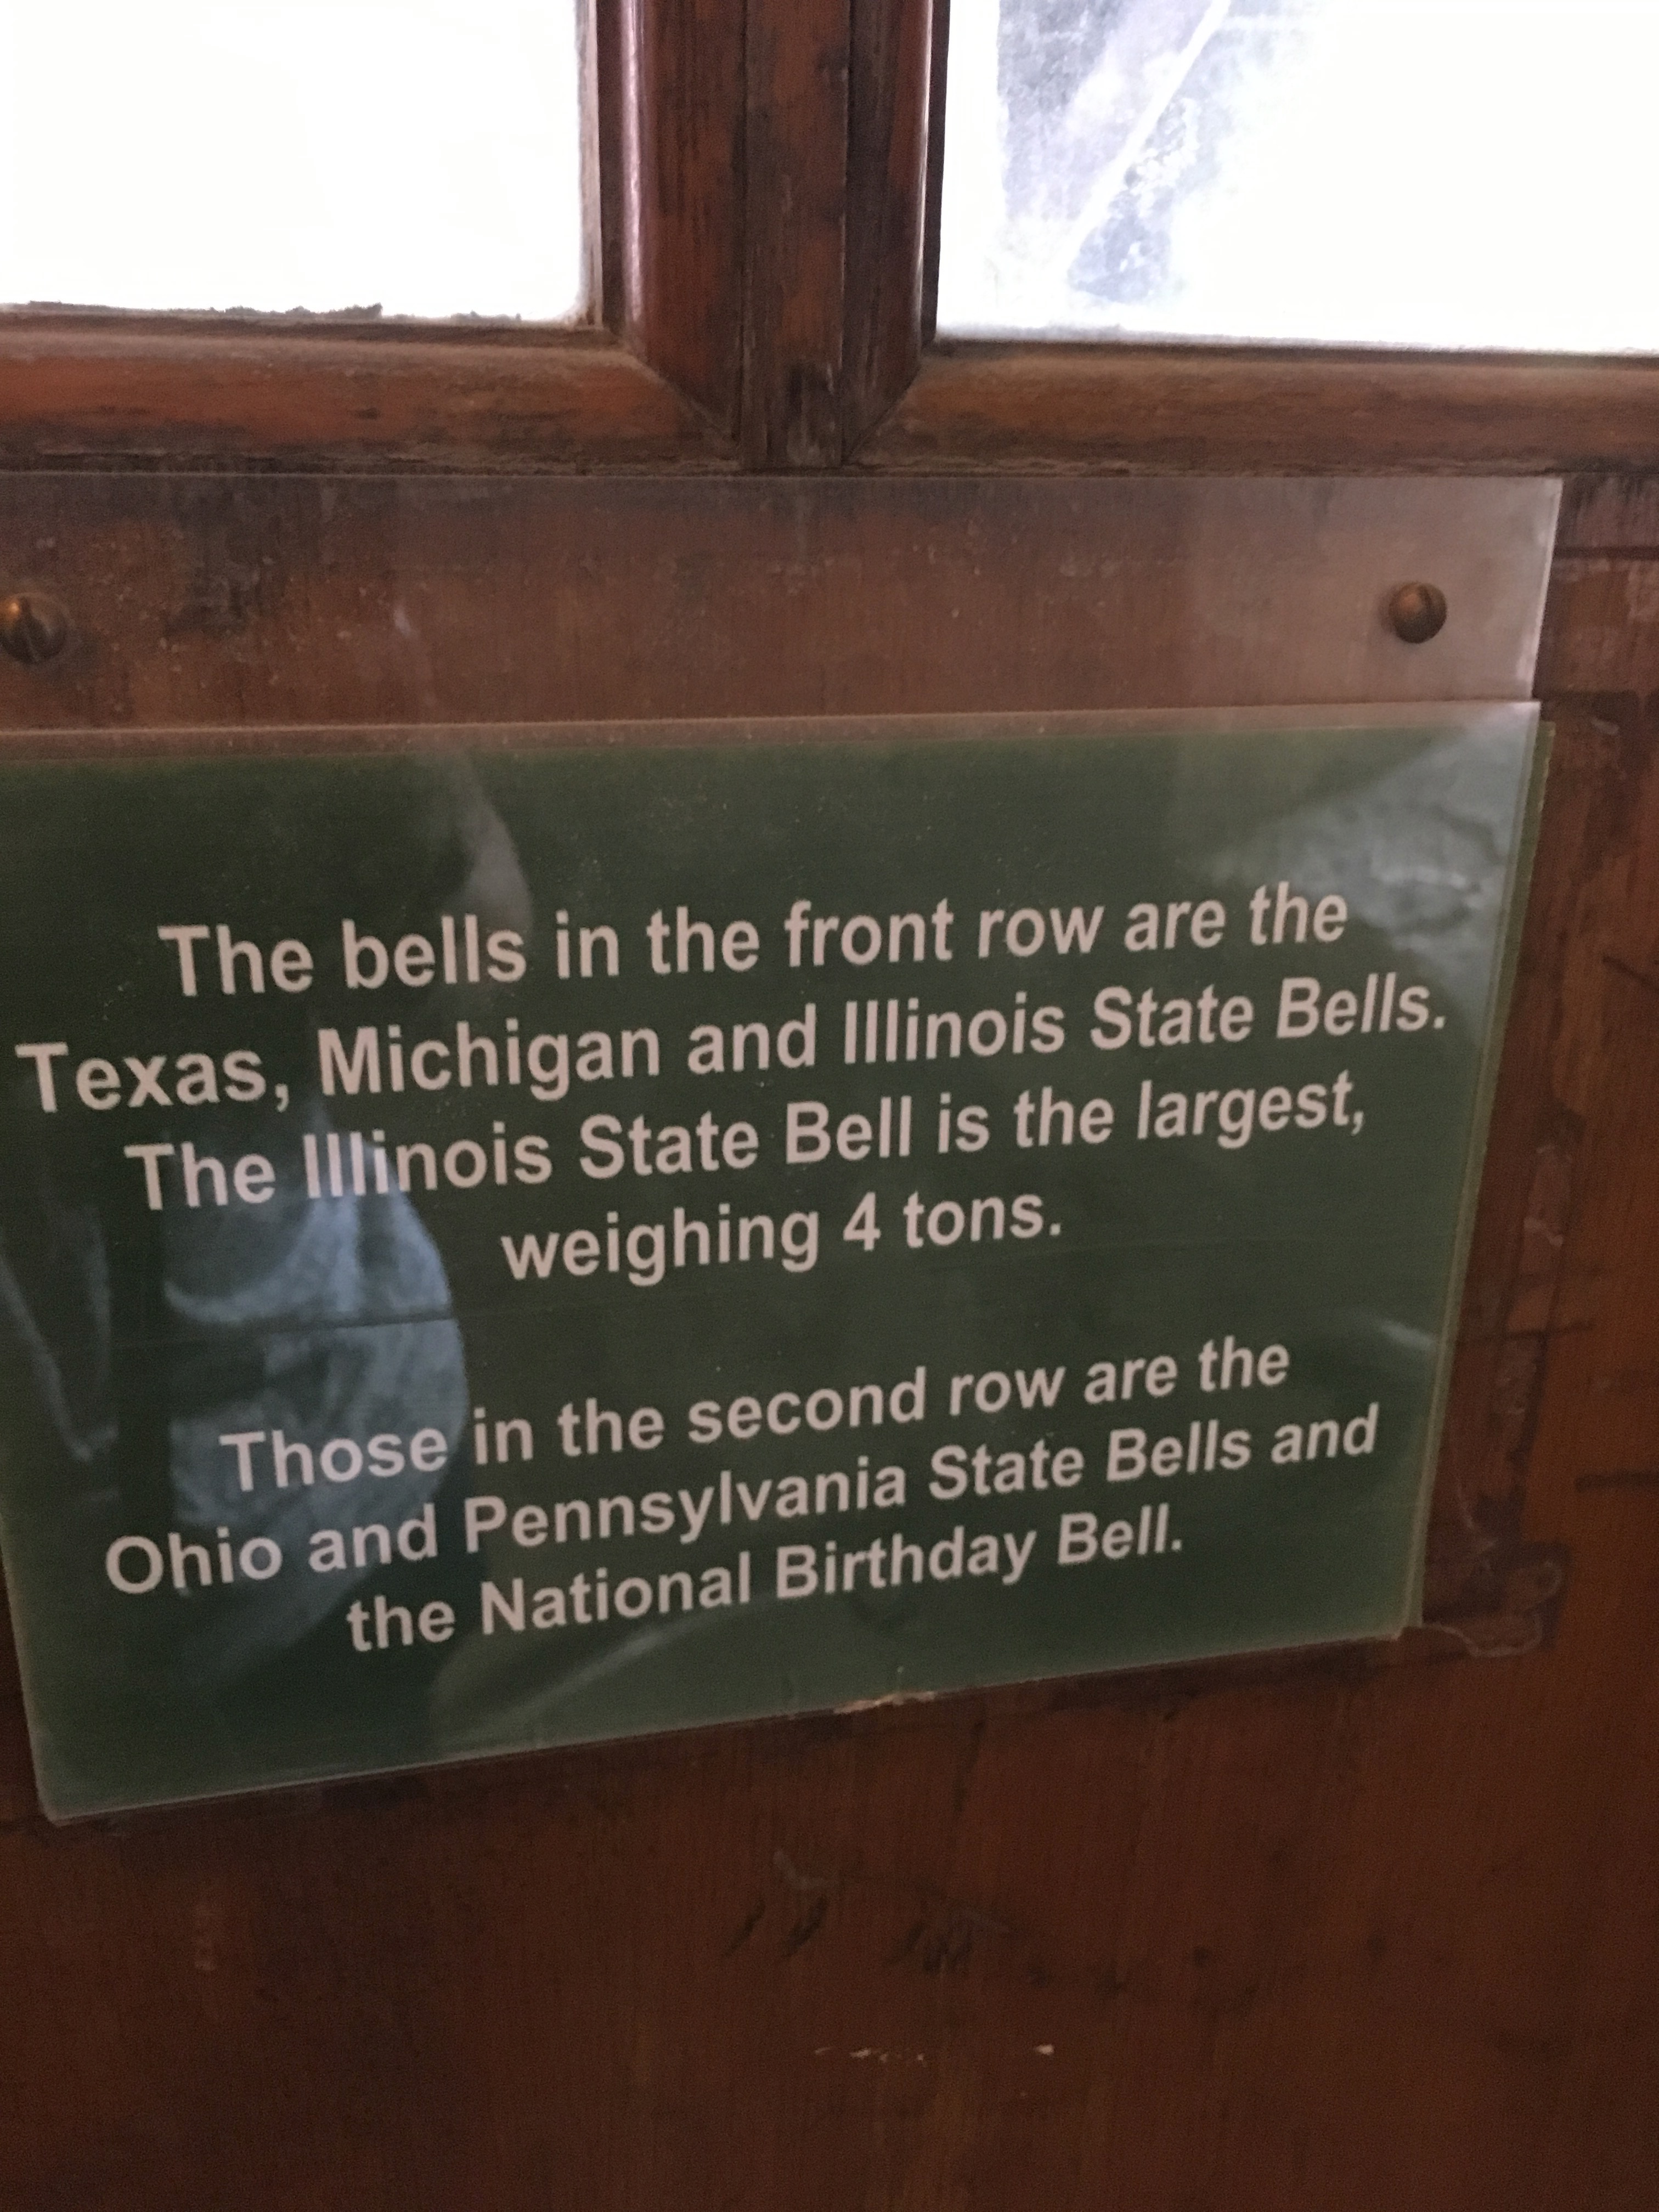 The bells in the front row are the
Texas, Michigan and Illinois State Bells.
The Illinois State Bell is the largest,
weighing 4 tons.
Those in the second row are the
Ohio and Pennsylvania State Bells and
the National Birthday Bell.